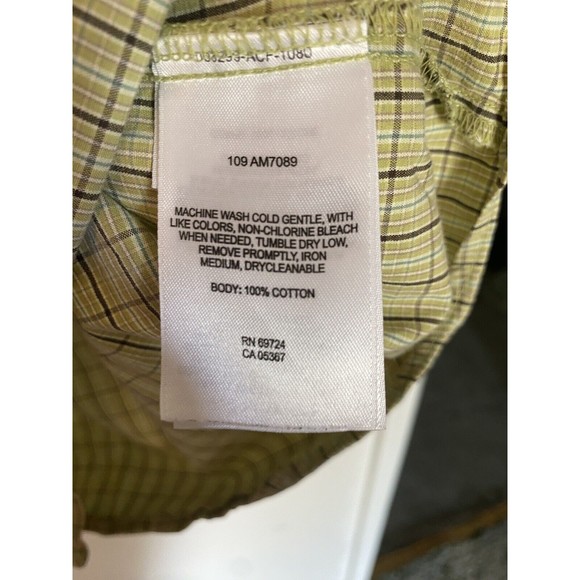 109 AM7089
MACHINE WASH COLD GENTLE, WITH
LIKE COLORS, NON-CHLORINE BLEACH
WHEN NEEDED, TUMBLE DRY LOW,
REMOVE PROMPTLY, IRON
MEDIUM, DRYCLEANABLE
BODY: 100% COTTON
RN 69724
CA 05367